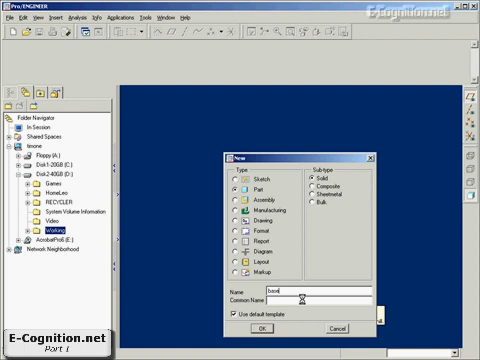 Pro/ENGINEER
E-Cognition.net
File Edit View Insert Analysis Info Applications Tools Window Help
Folder Navigator
In Session
Shared Spaces
timone
Floppy (A:)
Disk1-20GB (C:)
Disk2-40GB (D:)
Games
HomeLeo
RECYCLER
System Volume Information
Video
Working
AcrobatPro6 (E:)
Network Neighborhood
New
Type
Sketch
Part
Assembly
Manufacturing
Drawing
Format
Report
Diagram
Layout
Markup
Sub-type
Solid
Composite
Sheetmetal
Bulk
Name
Common Name
Use default template
OK
Cancel
E-Cognition.net
Part 1